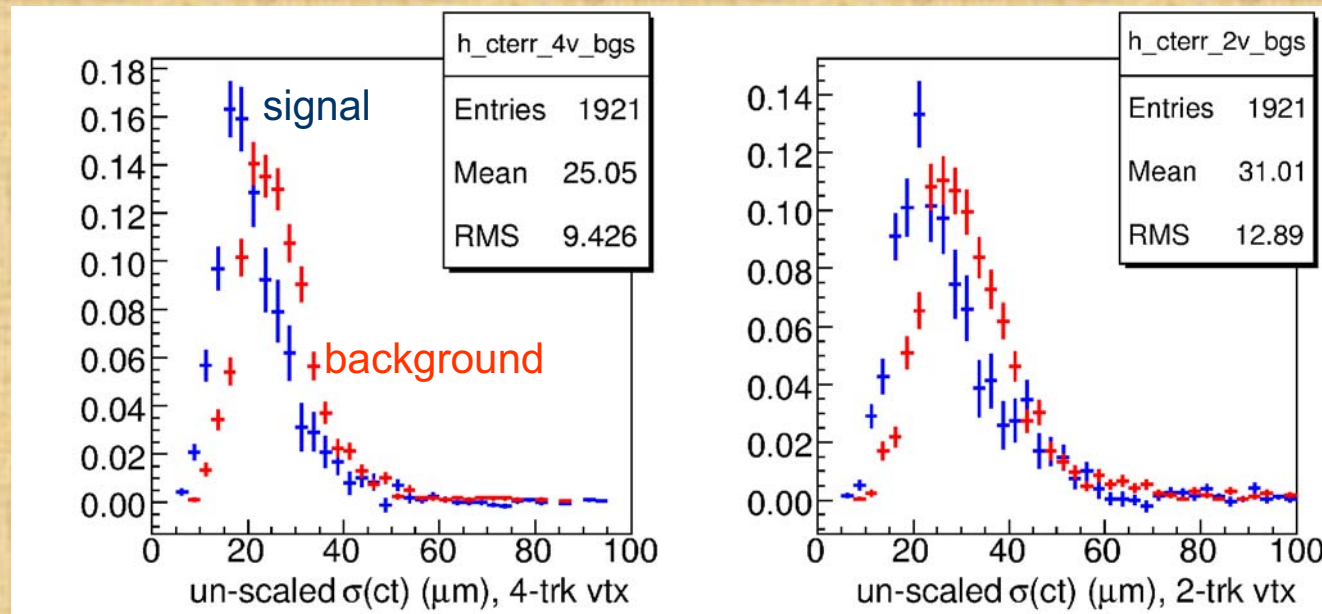 h_cterr_4v_bgs
Entries 1921
Mean 25.05
RMS 9.426
signal
background
0.18
0.16
0.14
0.12
0.10
0.08
0.06
0.04
0.02
0.00
0 20 40 60 80 100
un-scaled σ(ct) (μm), 4-trk vtx
h_cterr_2v_bgs
Entries 1921
Mean 31.01
RMS 12.89
0.14
0.12
0.10
0.08
0.06
0.04
0.02
0.00
0 20 40 60 80 100
un-scaled σ(ct) (μm), 2-trk vtx